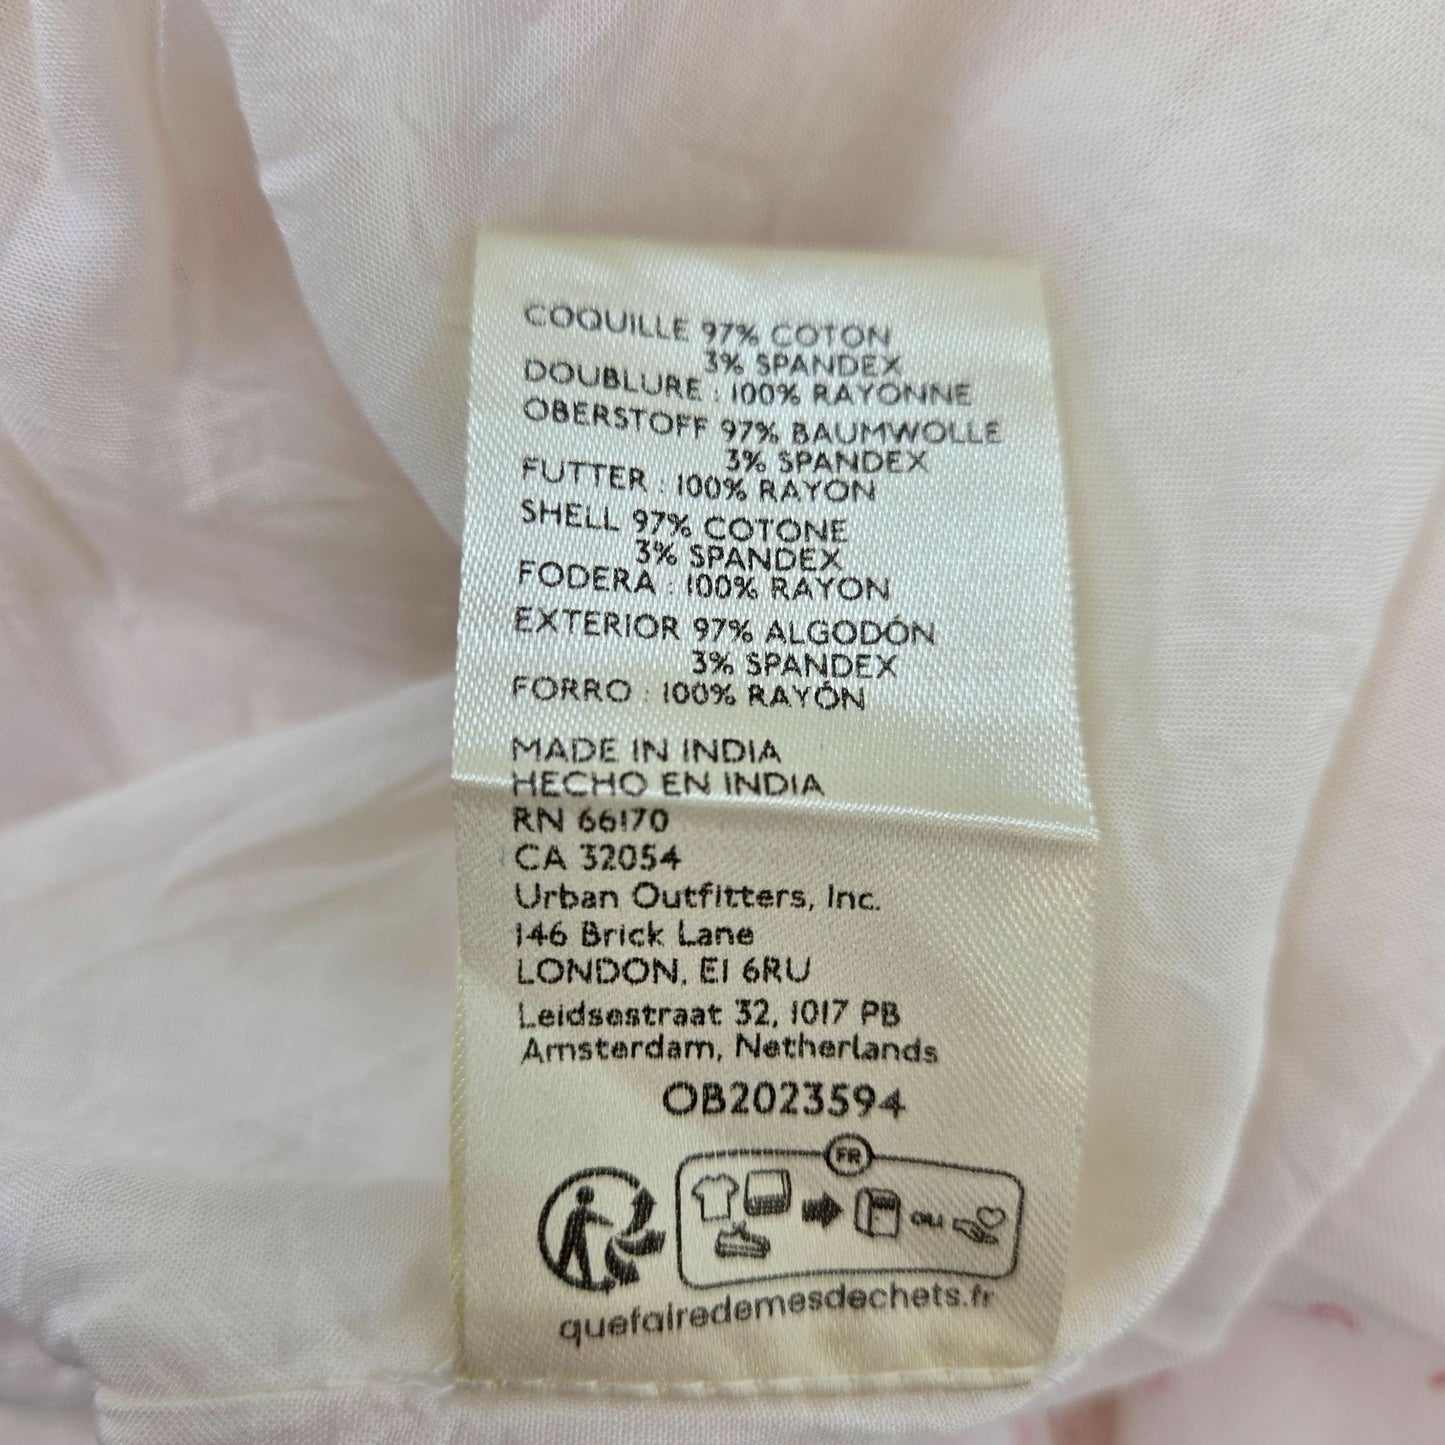 COQUILLE 97% COTON
3% SPANDEX
DOUBLURE : 100% RAYONNE
OBERSTOFF 97% BAUMWOLLE
3% SPANDEX
FUTTER : 100% RAYON
SHELL 97% COTONE
3% SPANDEX
FODERA : 100% RAYON
EXTERIOR 97% ALGODÓN
3% SPANDEX
FORRO : 100% RAYÓN
MADE IN INDIA
HECHO EN INDIA
RN 66170
CA 32054
Urban Outfitters, Inc.
146 Brick Lane
LONDON, E1 6RU
Leidsestraat 32, 1017 PB
Amsterdam, Netherlands
OB2023594
FR
ou
quefairedemesdechets.fr